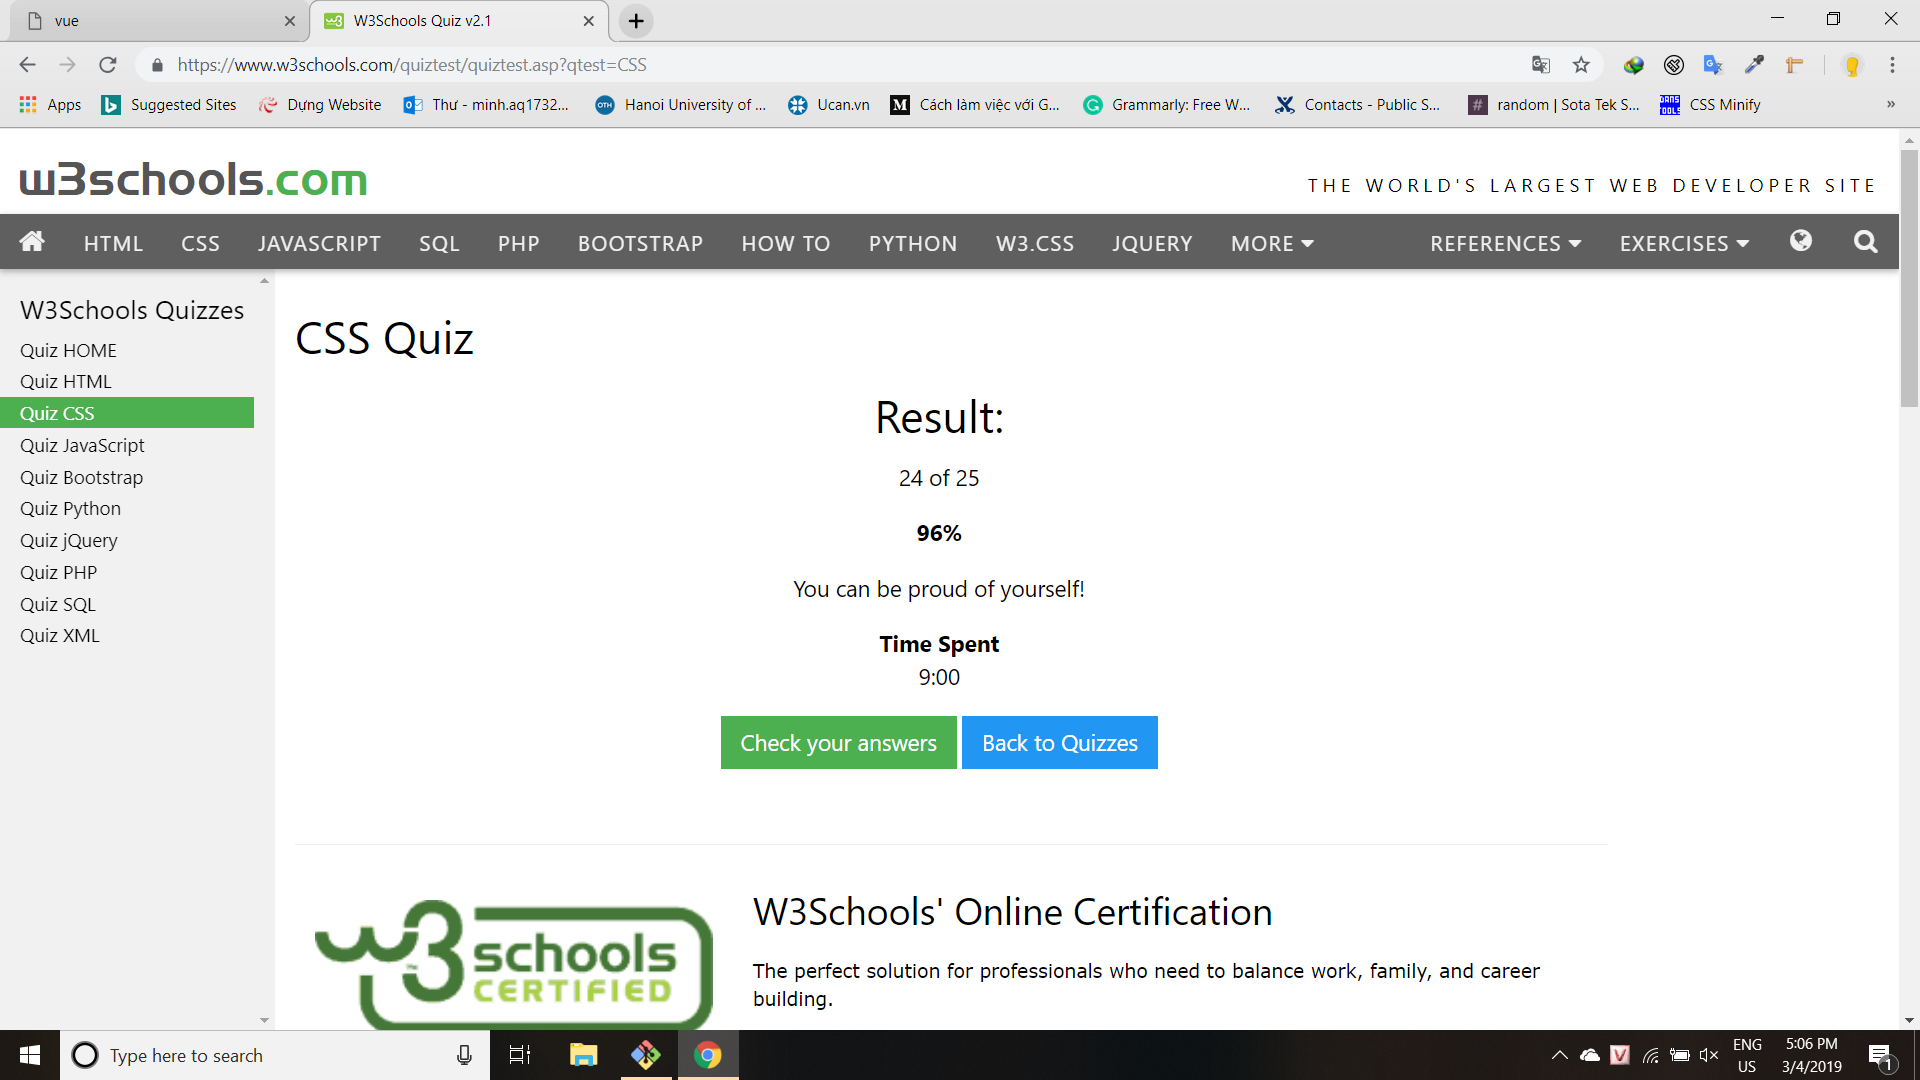 vue
W3Schools Quiz v2.1
https://www.w3schools.com/quiztest/quiztest.asp?qtest=CSS
Apps Suggested Sites Dựng Website Thư - minh.aq1732... Hanoi University of ... Ucan.vn Cách làm việc với G... Grammarly: Free W... Contacts - Public S... random | Sota Tek S... CSS Minify »
w3schools.com
THE WORLD'S LARGEST WEB DEVELOPER SITE
HTML CSS JAVASCRIPT SQL PHP BOOTSTRAP HOW TO PYTHON W3.CSS JQUERY MORE REFERENCES EXERCISES
W3Schools Quizzes
Quiz HOME
Quiz HTML
Quiz CSS
Quiz JavaScript
Quiz Bootstrap
Quiz Python
Quiz jQuery
Quiz PHP
Quiz SQL
Quiz XML
CSS Quiz
Result:
24 of 25
96%
You can be proud of yourself!
Time Spent
9:00
Check your answers Back to Quizzes
w3schools
CERTIFIED
W3Schools' Online Certification
The perfect solution for professionals who need to balance work, family, and career
building.
Type here to search
ENG
US
5:06 PM
3/4/2019
1